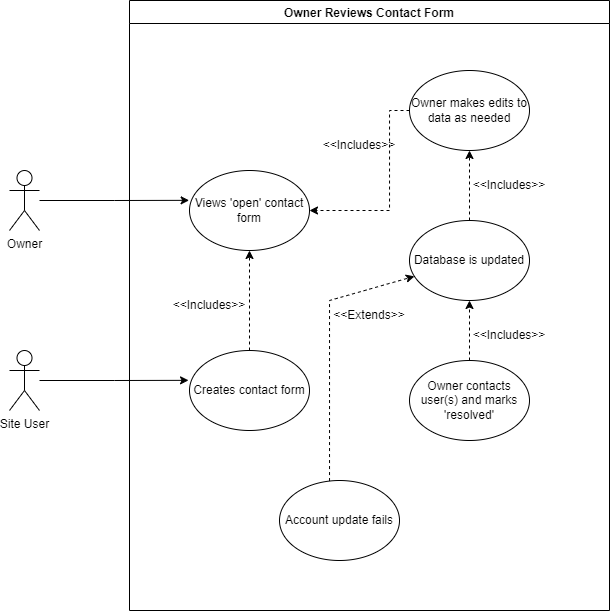 Owner Reviews Contact Form
Owner makes edits to
data as needed
<<Includes>>
Views 'open' contact
form
<<Includes>>
Owner
Database is updated
<<Includes>>
<<Extends>>
<<Includes>>
Creates contact form
Owner contacts
user(s) and marks
'resolved'
Site User
Account update fails